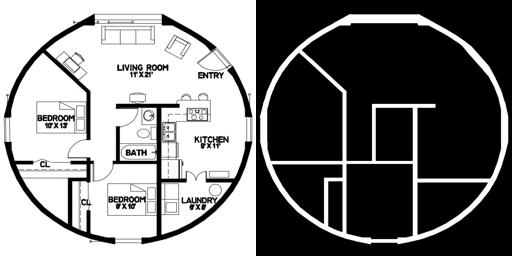 LIVING ROOM
11' X 21'
ENTRY
BEDROOM
10' X 13'
KITCHEN
9' X 11'
BATH
CL
CL
BEDROOM
9' X 10'
LAUNDRY
6' X 8'